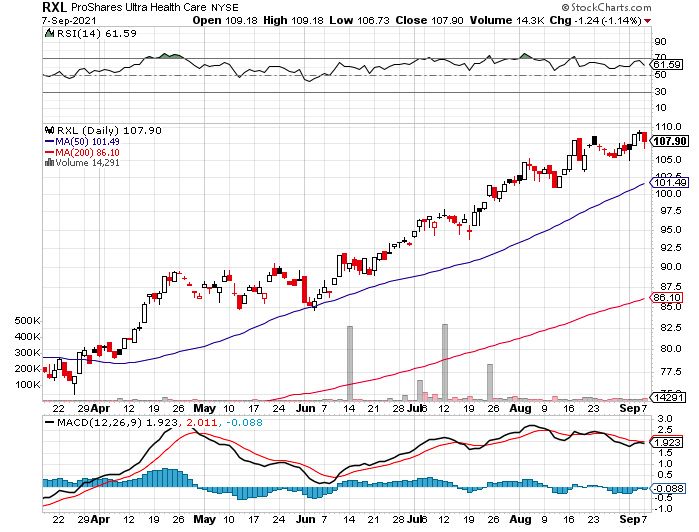 RXL ProShares Ultra Health Care NYSE © StockCharts.com
7-Sep-2021 Open 109.18 High 109.18 Low 106.73 Close 107.90 Volume 14.3K Chg -1.24 (-1.14%)
RSI(14) 61.59
90
70
61.59
50
30
10
RXL (Daily) 107.90
MA(50) 101.49
MA(200) 86.10
Volume 14,291
110.0
107.90
105.0
102.5
101.49
100.0
97.5
95.0
92.5
90.0
87.5
86.10
82.5
80.0
77.5
14291
500K
400K
300K
200K
100K
22 29 Apr 12 19 26 May 10 17 24 Jun 7 14 21 28 Jul 6 12 19 26 Aug 9 16 23 Sep 7
MACD(12,26,9) 1.923, 2.011, -0.088
3.0
2.5
1.923
1.5
1.0
0.5
-0.088
-0.5
-1.0
22 29 Apr 12 19 26 May 10 17 24 Jun 7 14 21 28 Jul 6 12 19 26 Aug 9 16 23 Sep 7